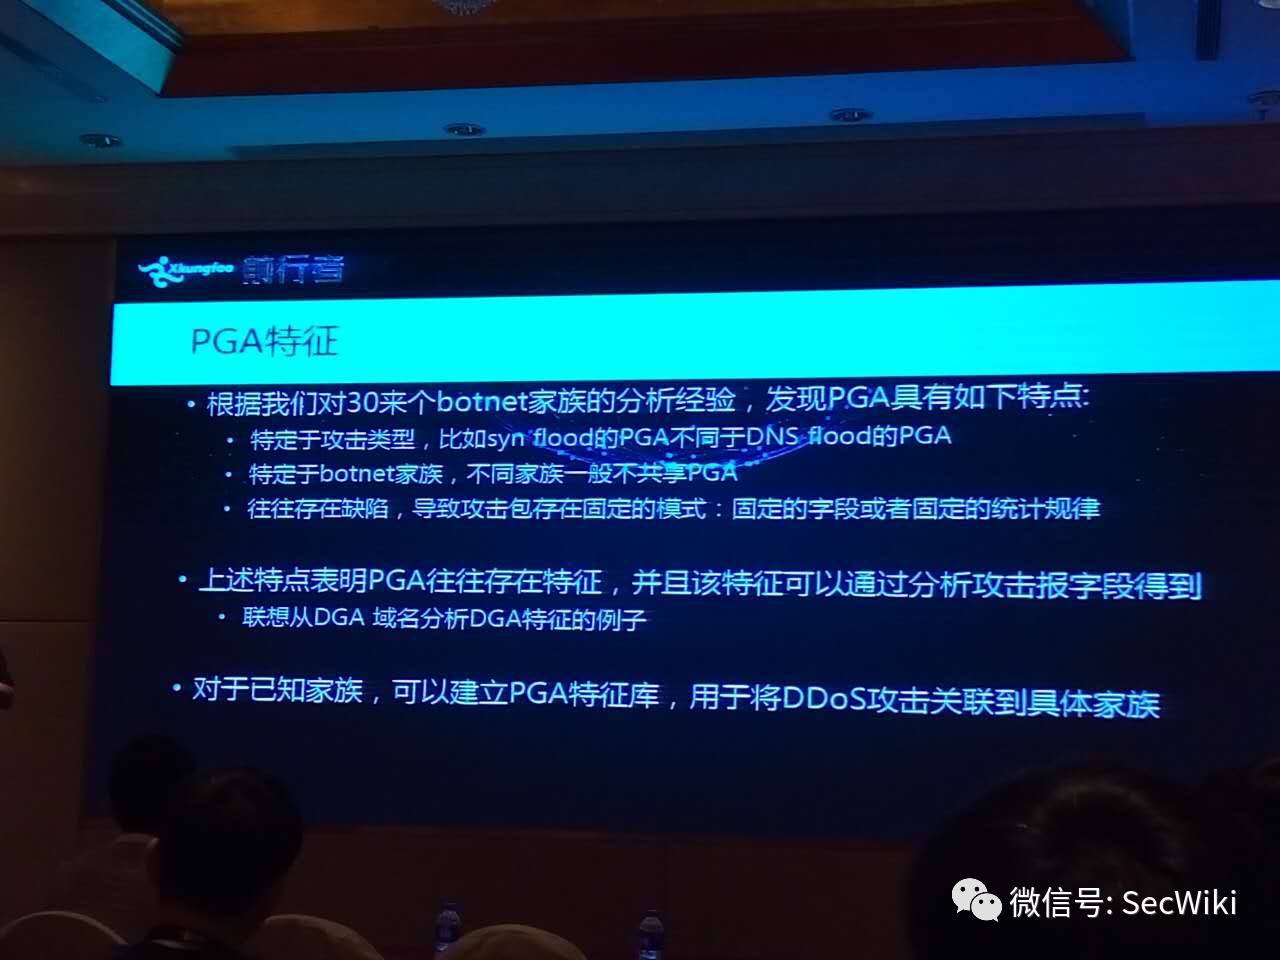 Xkungfoo 前行者
PGA特征
• 根据我们对30来个botnet家族的分析经验，发现PGA具有如下特点:
• 特定于攻击类型，比如syn flood的PGA不同于DNS flood的PGA
• 特定于botnet家族，不同家族一般不共享PGA
• 往往存在缺陷，导致攻击包存在固定的模式：固定的字段或者固定的统计规律
• 上述特点表明PGA往往存在特征，并且该特征可以通过分析攻击报字段得到
• 联想从DGA 域名分析DGA特征的例子
• 对于已知家族，可以建立PGA特征库，用于将DDoS攻击关联到具体家族
微信号: SecWiki